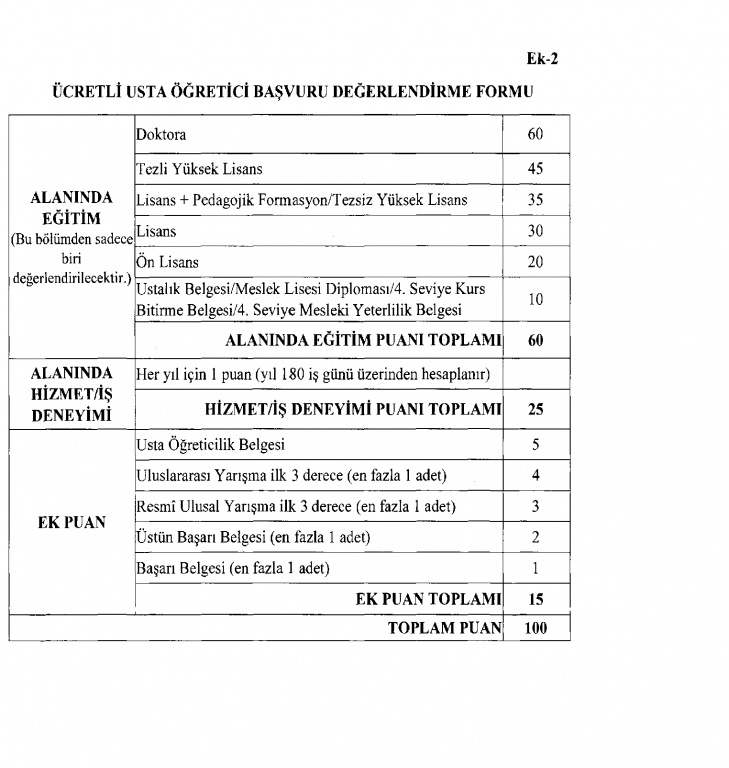 Ek-2
ÜCRETLİ USTA ÖĞRETİCİ BAŞVURU DEĞERLENDİRME FORMU
ALANINDA
EĞİTİM
(Bu bölümden sadece
biri
değerlendirilecektir.)
Doktora 60
Tezli Yüksek Lisans 45
Lisans + Pedagojik Formasyon/Tezsiz Yüksek Lisans 35
Lisans 30
Ön Lisans 20
Ustalık Belgesi/Meslek Lisesi Diploması/4. Seviye Kurs
Bitirme Belgesi/4. Seviye Mesleki Yeterlilik Belgesi 10
ALANINDA EĞİTİM PUANI TOPLAMI 60
ALANINDA
HİZMET/İŞ
DENEYİMİ
Her yıl için 1 puan (yıl 180 iş günü üzerinden hesaplanır)
HİZMET/İŞ DENEYİMİ PUANI TOPLAMI 25
EK PUAN
Usta Öğreticilik Belgesi 5
Uluslararası Yarışma ilk 3 derece (en fazla 1 adet) 4
Resmî Ulusal Yarışma ilk 3 derece (en fazla 1 adet) 3
Üstün Başarı Belgesi (en fazla 1 adet) 2
Başarı Belgesi (en fazla 1 adet) 1
EK PUAN TOPLAMI 15
TOPLAM PUAN 100